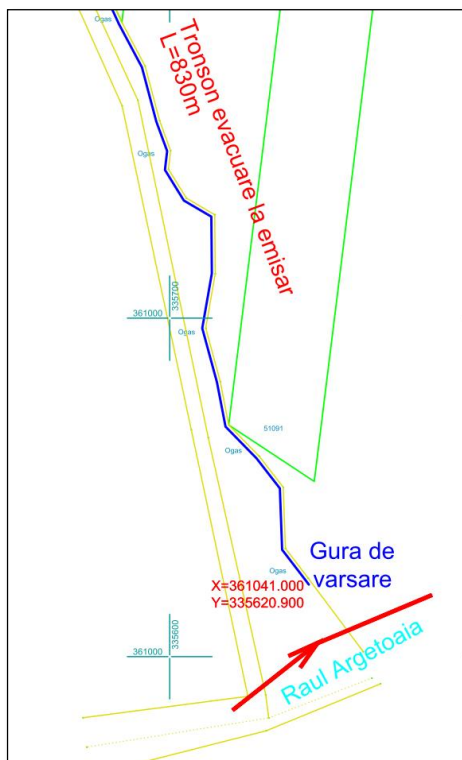 Ogas
Tronson evacuare la emisar
L=830m
Ogas
335700
361000
Ogas
51091
Ogas
Gura de
varsare
Ogas
X=361041.000
Y=335620.900
335600
361000
Raul Argetoaia